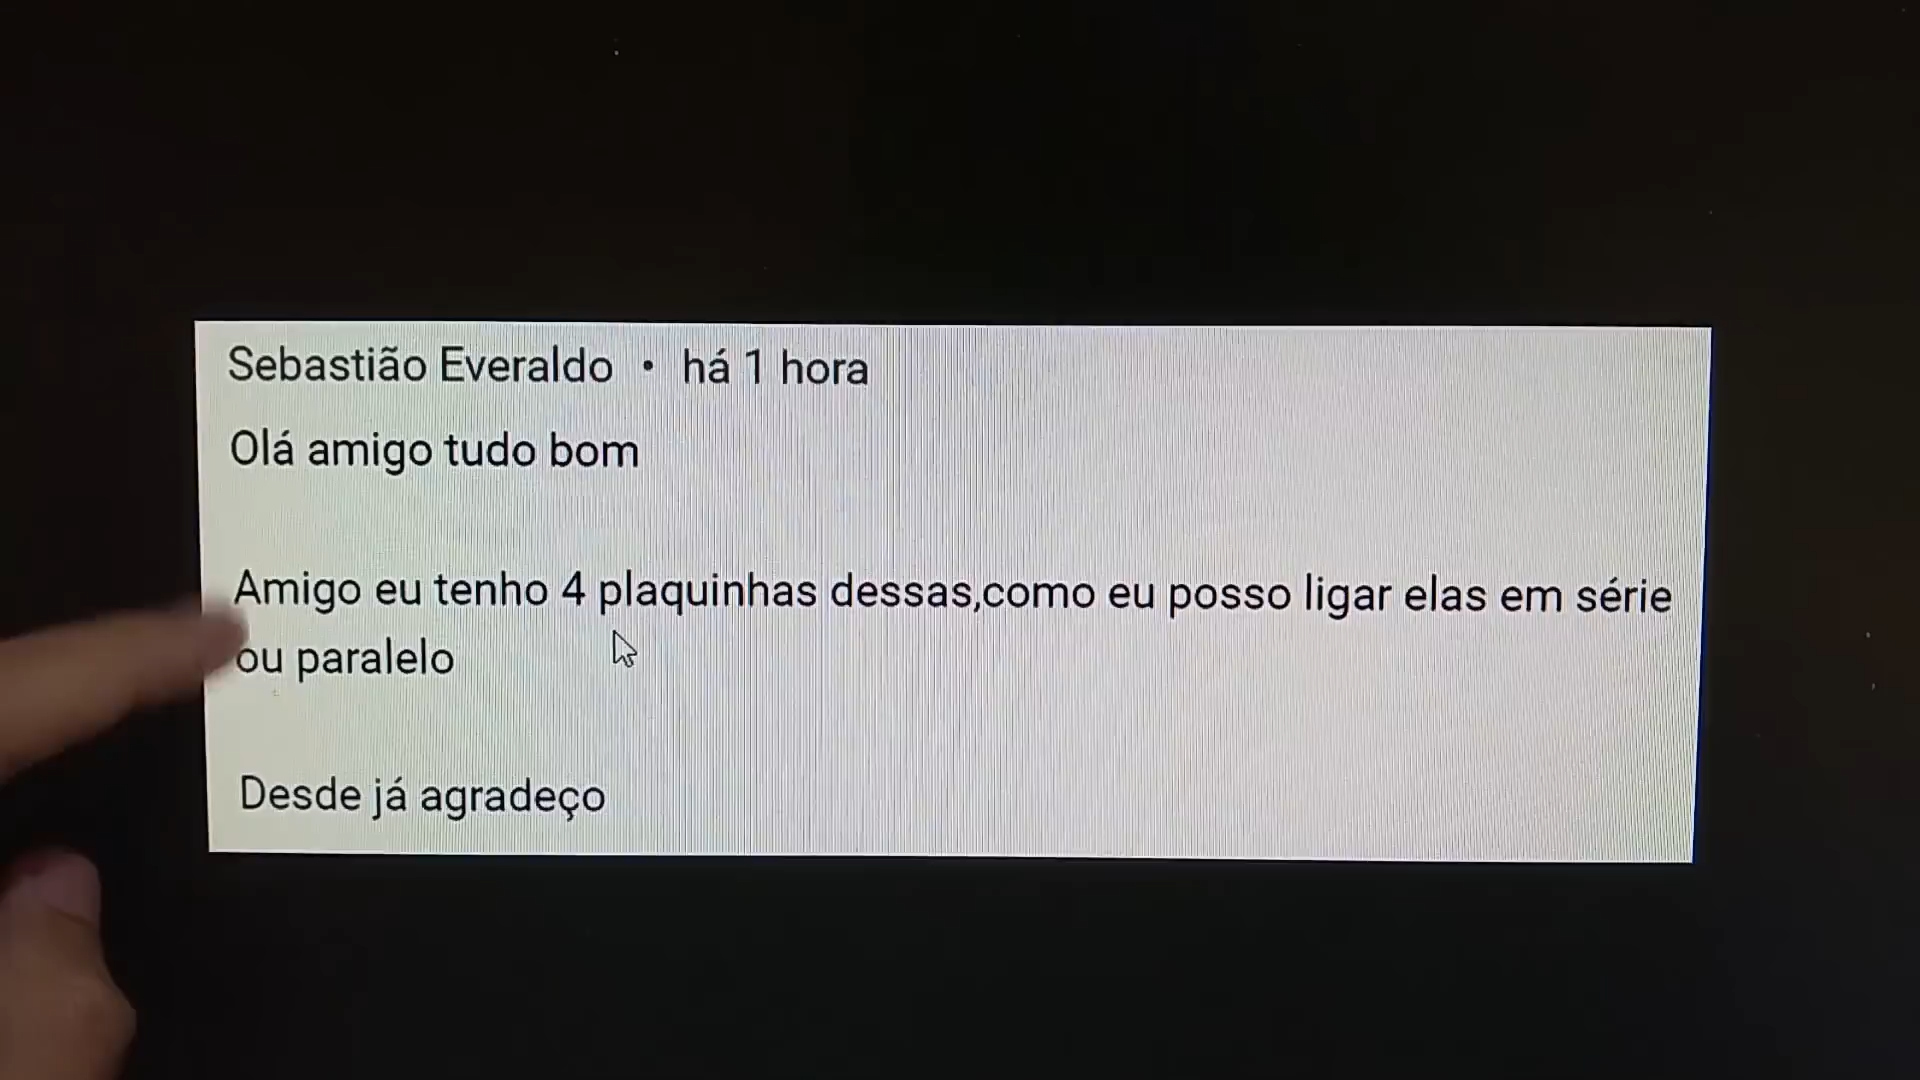 Sebastião Everaldo • há 1 hora
Olá amigo tudo bom
Amigo eu tenho 4 plaquinhas dessas,como eu posso ligar elas em série
ou paralelo
Desde já agradeço